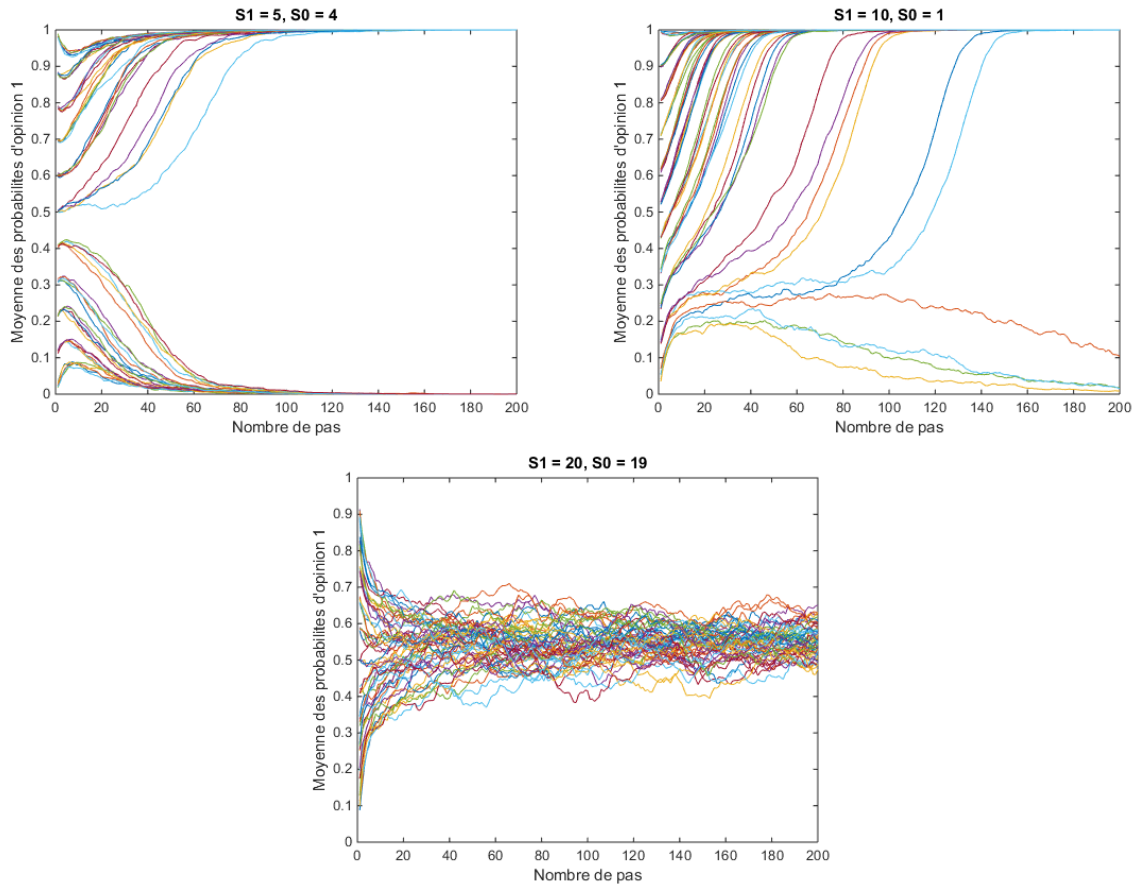 S1 = 5, S0 = 4
1
0.9
0.8
0.7
0.6
0.5
0.4
0.3
0.2
0.1
0
Moyenne des probabilites d'opinion 1
0 20 40 60 80 100 120 140 160 180 200
Nombre de pas
S1 = 10, S0 = 1
1
0.9
0.8
0.7
0.6
0.5
0.4
0.3
0.2
0.1
0
Moyenne des probabilites d'opinion 1
0 20 40 60 80 100 120 140 160 180 200
Nombre de pas
S1 = 20, S0 = 19
1
0.9
0.8
0.7
0.6
0.5
0.4
0.3
0.2
0.1
0
Moyenne des probabilites d'opinion 1
0 20 40 60 80 100 120 140 160 180 200
Nombre de pas